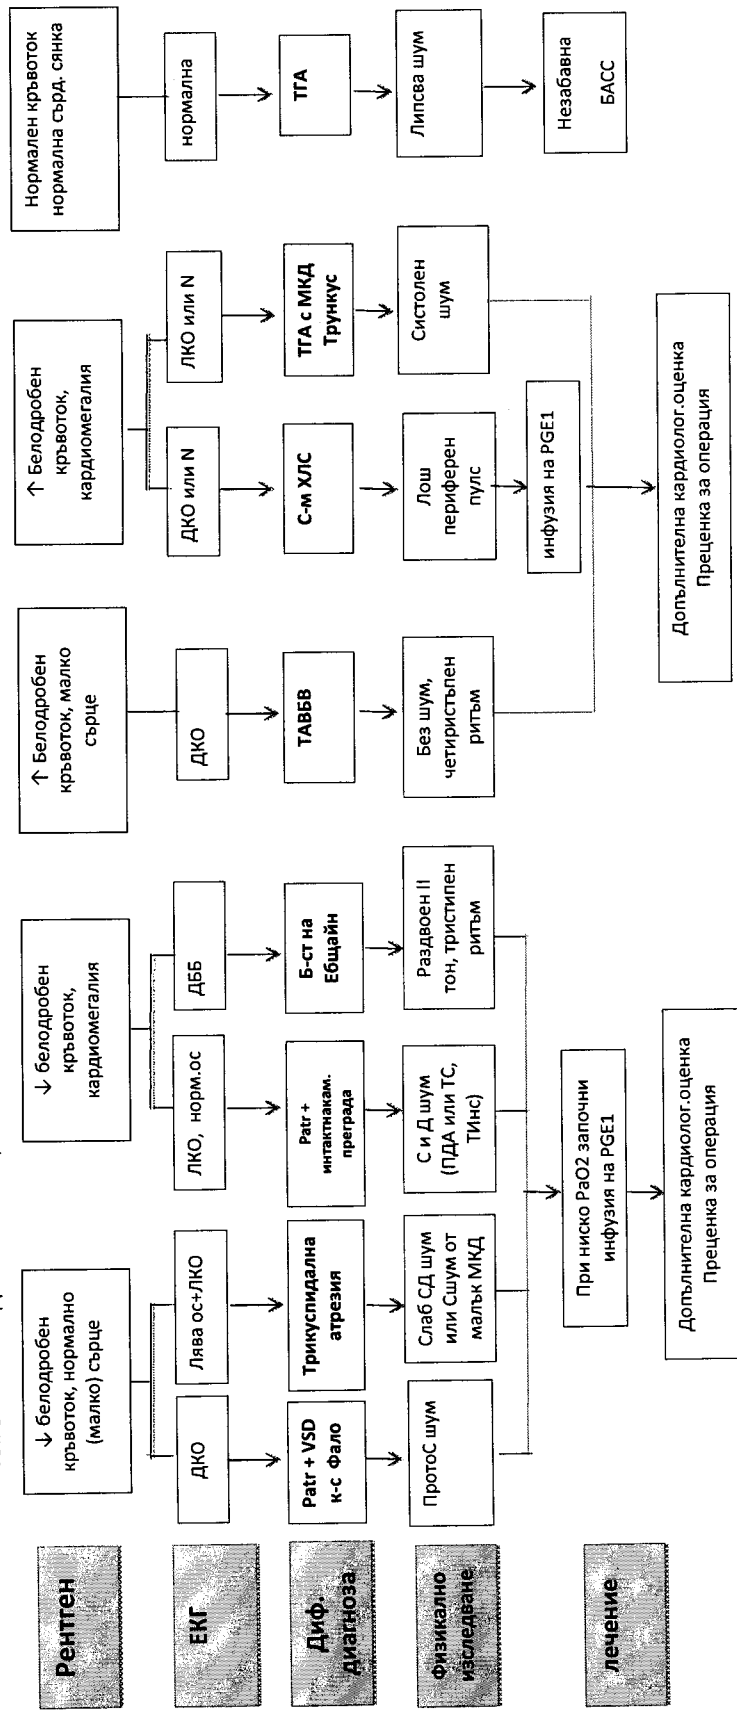 Рентген
↓ белодробен
кръвоток, нормално
(малко) сърце
↓ белодробен
кръвоток,
кардиомегалия
↑ Белодробен
кръвоток, малко
сърце
↑ Белодробен
кръвоток,
кардиомегалия
Нормален кръвоток
нормална сърд. сянка
ЕКГ
ДКО
Лява ос+ЛКО
ЛКО, норм.ос
ДББ
ДКО
ДКО или N
ЛКО или N
нормална
Диф.
диагноза
Patr + VSD
к-с Фало
Трикуспидална
атрезия
Patr +
интактнакам.
преграда
Б-ст на
Ебщайн
ТАВБВ
С-м ХЛС
ТГА с МКД
Трункус
ТГА
Физикално
изследване
ПротоС шум
Слаб СД шум
или Сшум от
малък МКД
С и Д шум
(ПДА или ТС,
ТИнс)
Раздвоен II
тон, тристипен
ритъм
Без шум,
четиристъпен
ритъм
Лош
периферен
пулс
Систолен
шум
Липсва шум
лечение
При ниско PaO2 започни
инфузия на PGE1
инфузия на PGE1
Незабавна
БАСС
Допълнителна кардиолог.оценка
Преценка за операция
Допълнителна кардиолог.оценка
Преценка за операция